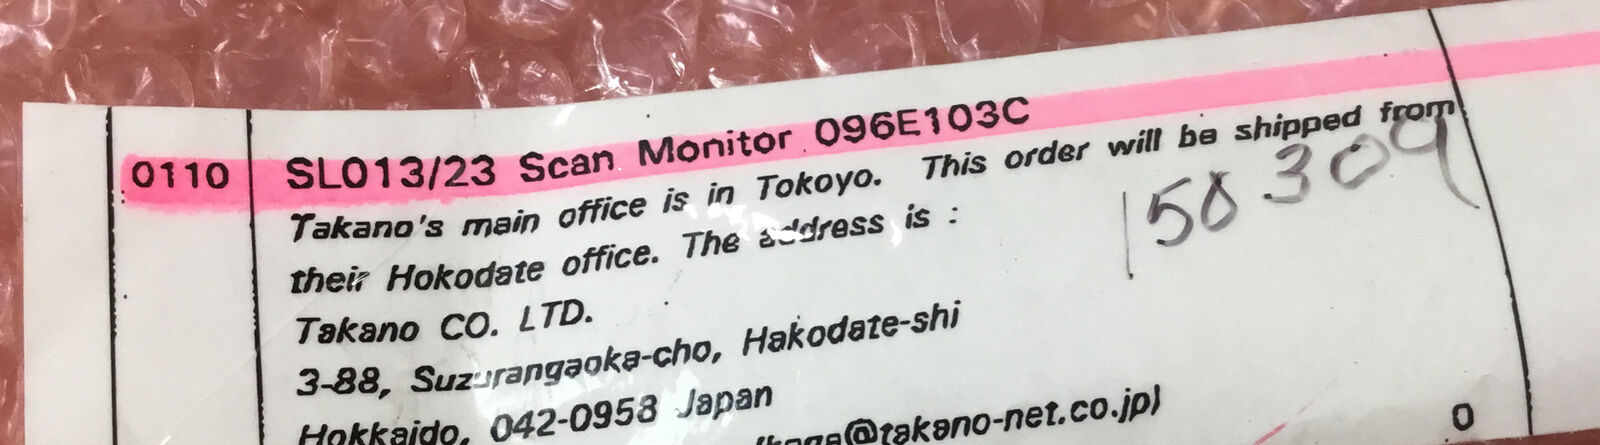 0110 SL013/23 Scan Monitor 096E103C
Takano's main office is in Tokoyo. This order will be shipped from
their Hokodate office. The address is :
150309
Takano CO. LTD.
3-88, Suzurangaoka-cho, Hakodate-shi
Hokkaido, 042-0958 Japan
@takano-net.co.jp)
0